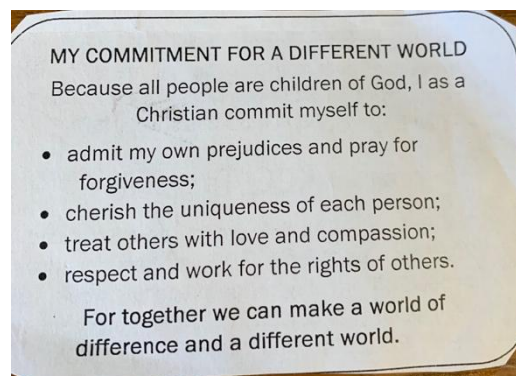 MY COMMITMENT FOR A DIFFERENT WORLD
Because all people are children of God, I as a
Christian commit myself to:
• admit my own prejudices and pray for
forgiveness;
• cherish the uniqueness of each person;
• treat others with love and compassion;
• respect and work for the rights of others.
For together we can make a world of
difference and a different world.